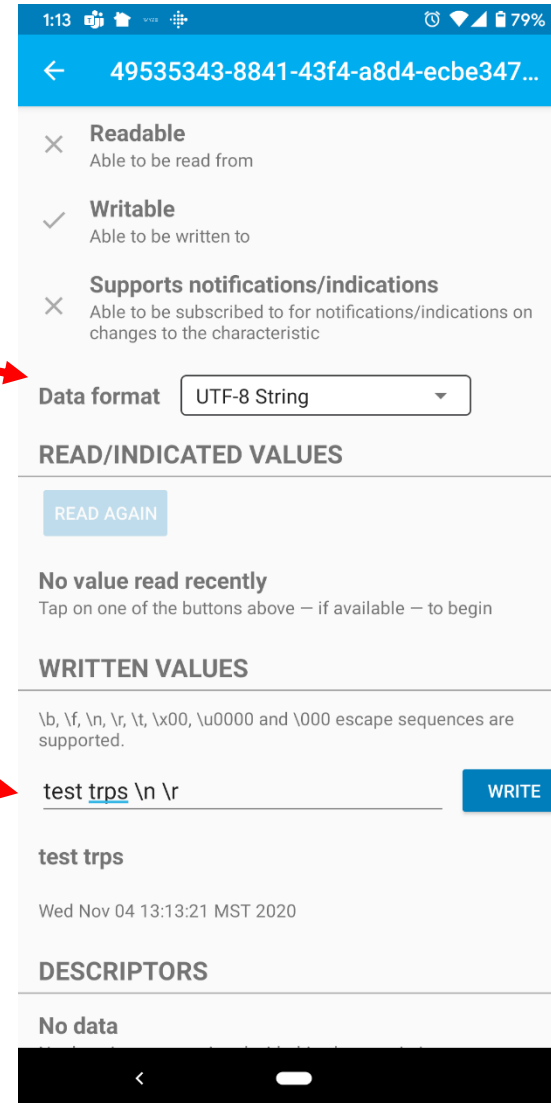 1:13 79%
49535343-8841-43f4-a8d4-ecbe347...
Readable
Able to be read from
Writable
Able to be written to
Supports notifications/indications
Able to be subscribed to for notifications/indications on
changes to the characteristic
Data format UTF-8 String
READ/INDICATED VALUES
READ AGAIN
No value read recently
Tap on one of the buttons above — if available — to begin
WRITTEN VALUES
\b, \f, \n, \r, \t, \x00, \u0000 and \000 escape sequences are
supported.
test trps \n \r WRITE
test trps
Wed Nov 04 13:13:21 MST 2020
DESCRIPTORS
No data